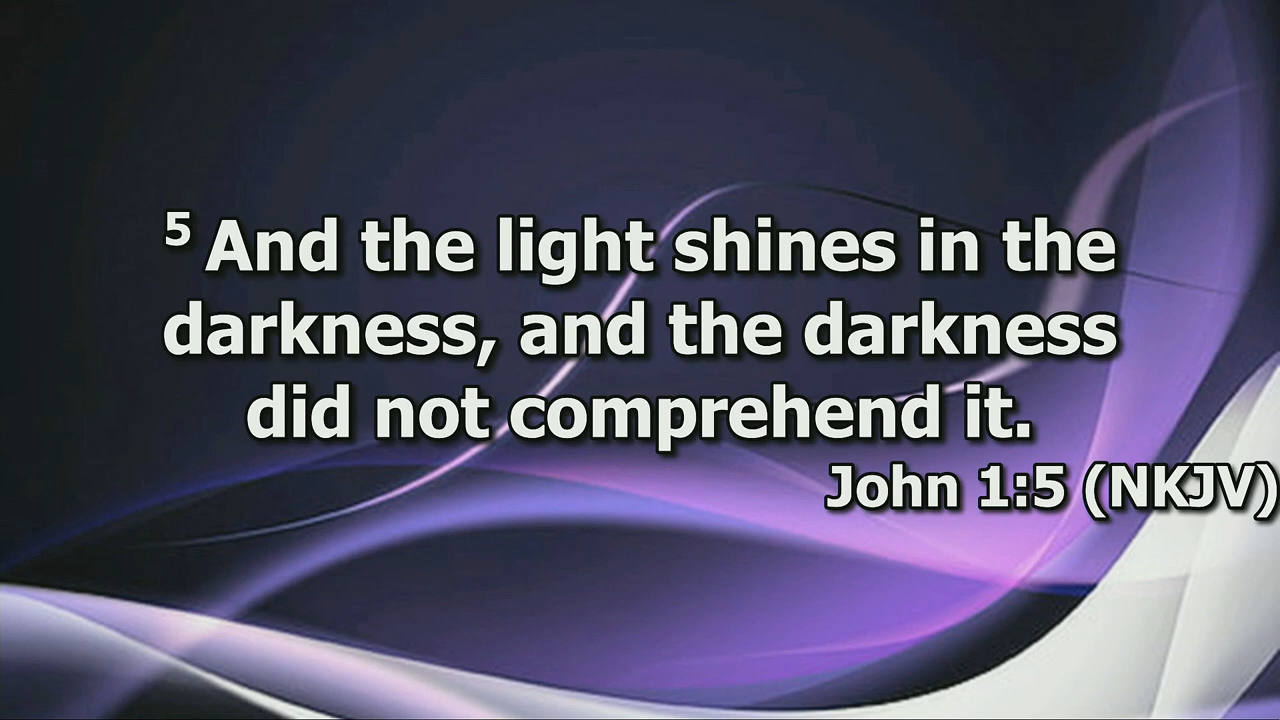 5 And the light shines in the
darkness, and the darkness
did not comprehend it.
John 1:5 (NKJV)